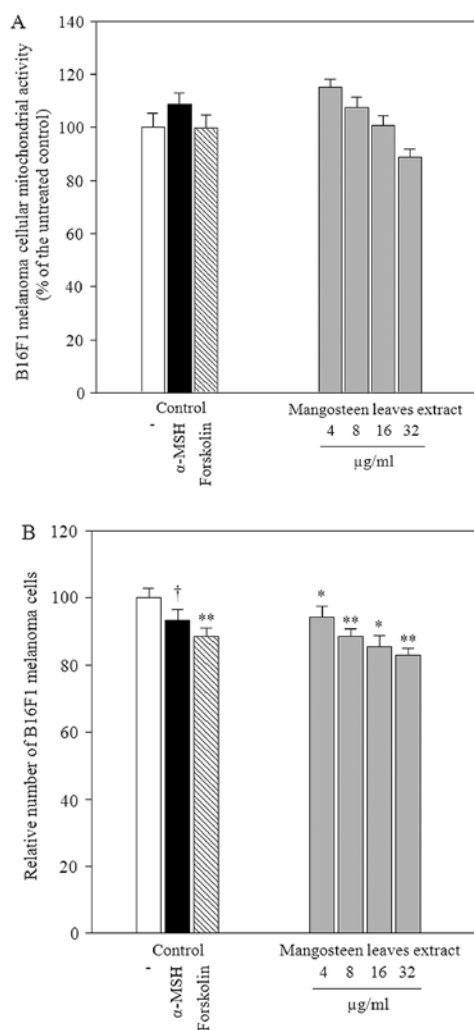 A
B16F1 melanoma cellular mitochondrial activity
(% of the untreated control)
140
120
100
80
60
40
20
0
Control
Mangosteen leaves extract
-
α-MSH
Forskolin
4 8 16 32
µg/ml
B
Relative number of B16F1 melanoma cells
120
100
80
60
40
20
0
†
**
*
**
*
**
Control
Mangosteen leaves extract
-
α-MSH
Forskolin
4 8 16 32
µg/ml